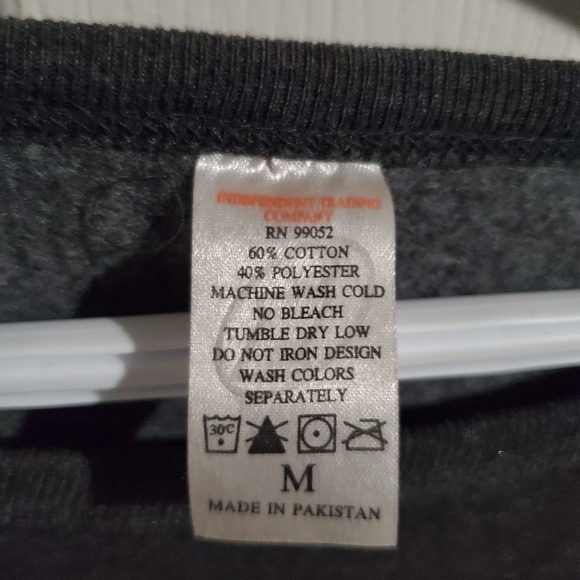 INDEPENDENT TRADING
COMPANY
RN 99052
60% COTTON
40% POLYESTER
MACHINE WASH COLD
NO BLEACH
TUMBLE DRY LOW
DO NOT IRON DESIGN
WASH COLORS
SEPARATELY
30°C
M
MADE IN PAKISTAN